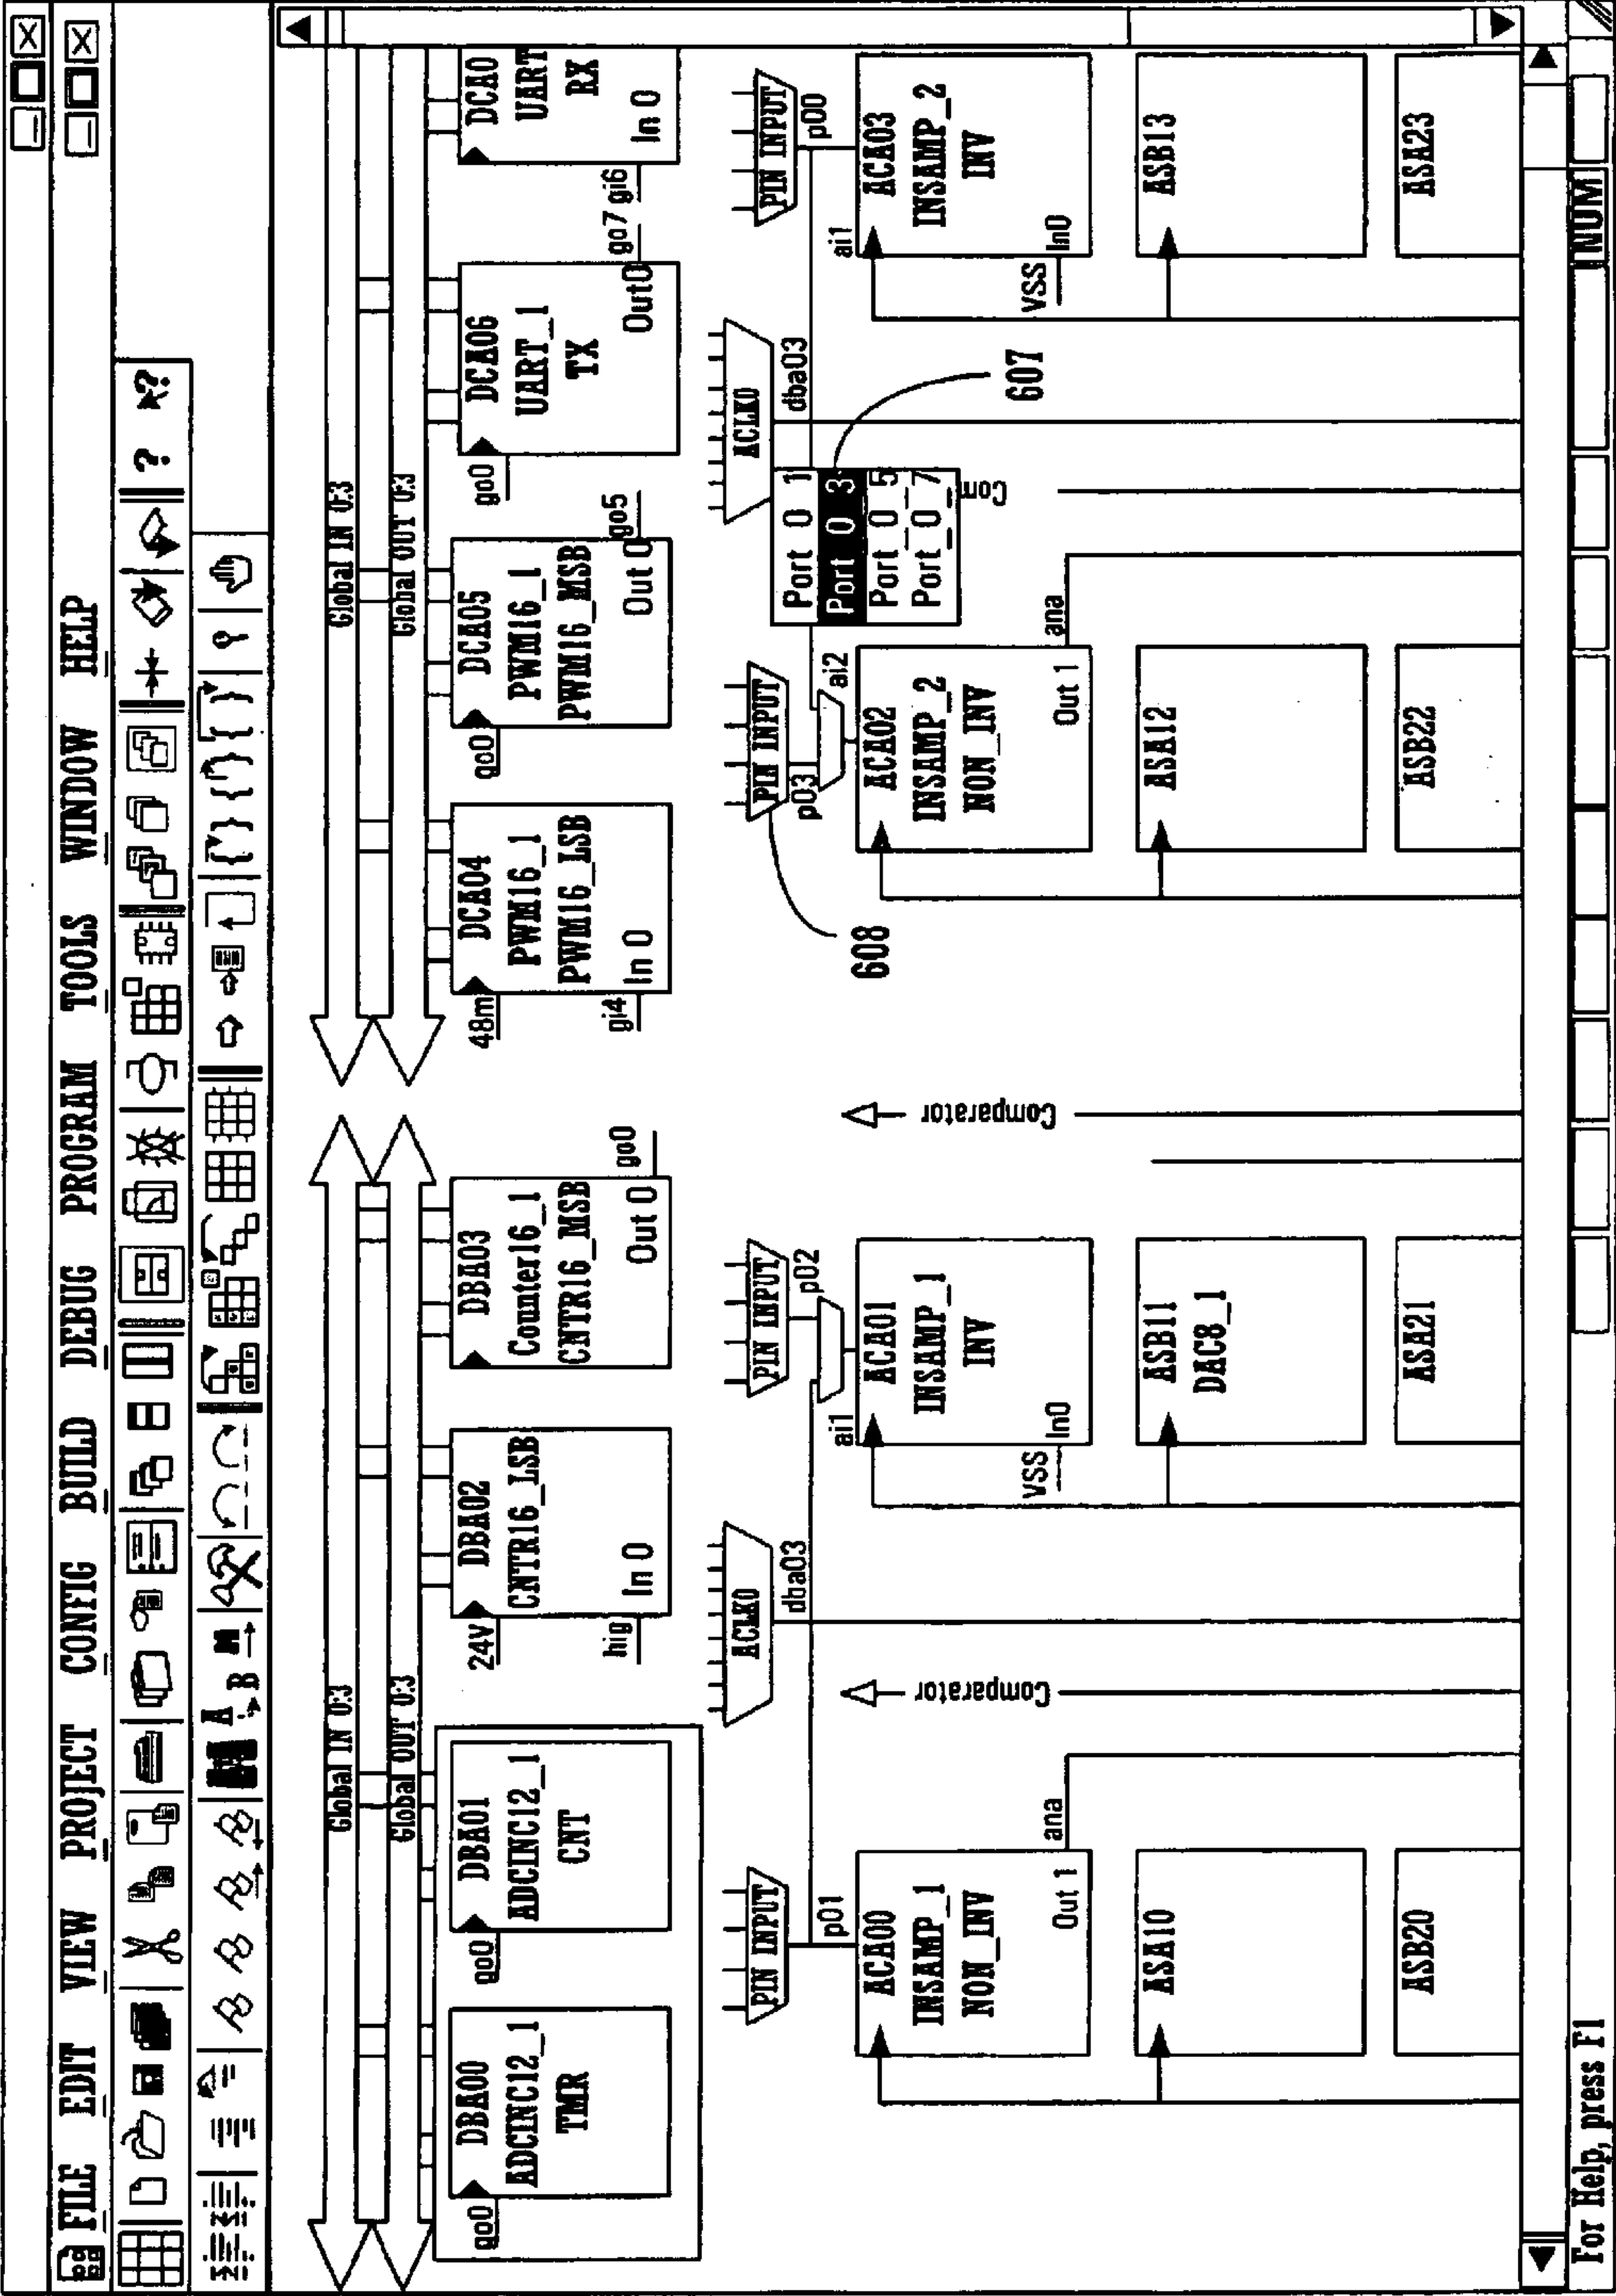 FILE EDIT VIEW PROJECT CONFIG BUILD DEBUG PROGRAM TOOLS WINDOW HELP
? ?
A B M
{ } { } { }
Global IN 0:3
Global OUT 0:3
Global IN 0:3
Global OUT 0:3
go0
DBA00
ADCINC12_1
TMR
go0
DBA01
ADCINC12_1
CNT
24v
DBA02
CNTR16_LSB
hig
In 0
DBA03
Counter16_1
CNTR16_MSB
Out 0
go0
48m
DCA04
PWM16_1
PWM16_LSB
gi4
In 0
go0
DCA05
PWM16_1
PWM16_MSB
Out 0
go5
go0
DCA06
UART_1
TX
Out0
go7
gi6
DCA0
UART
RX
In 0
PIN INPUT
p01
ACLK0
dba03
PIN INPUT
p02
PIN INPUT
608
p03
ACLK0
dba03
PIN INPUT
p00
Port 0 1
Port 0 3
Port_0_5
Port_0_7
607
Com
ACA00
INSAMP_1
NON_INV
Out 1
ana
Comparator
ai1
ACA01
INSAMP_1
INV
VSS
In0
Comparator
ai2
ACA02
INSAMP_2
NON_INV
Out 1
ana
ai1
ACA03
INSAMP_2
INV
VSS
In0
ASA10
ASB11
DAC8_1
ASA12
ASB13
ASB20
ASA21
ASB22
ASA23
For Help, press F1
NUM